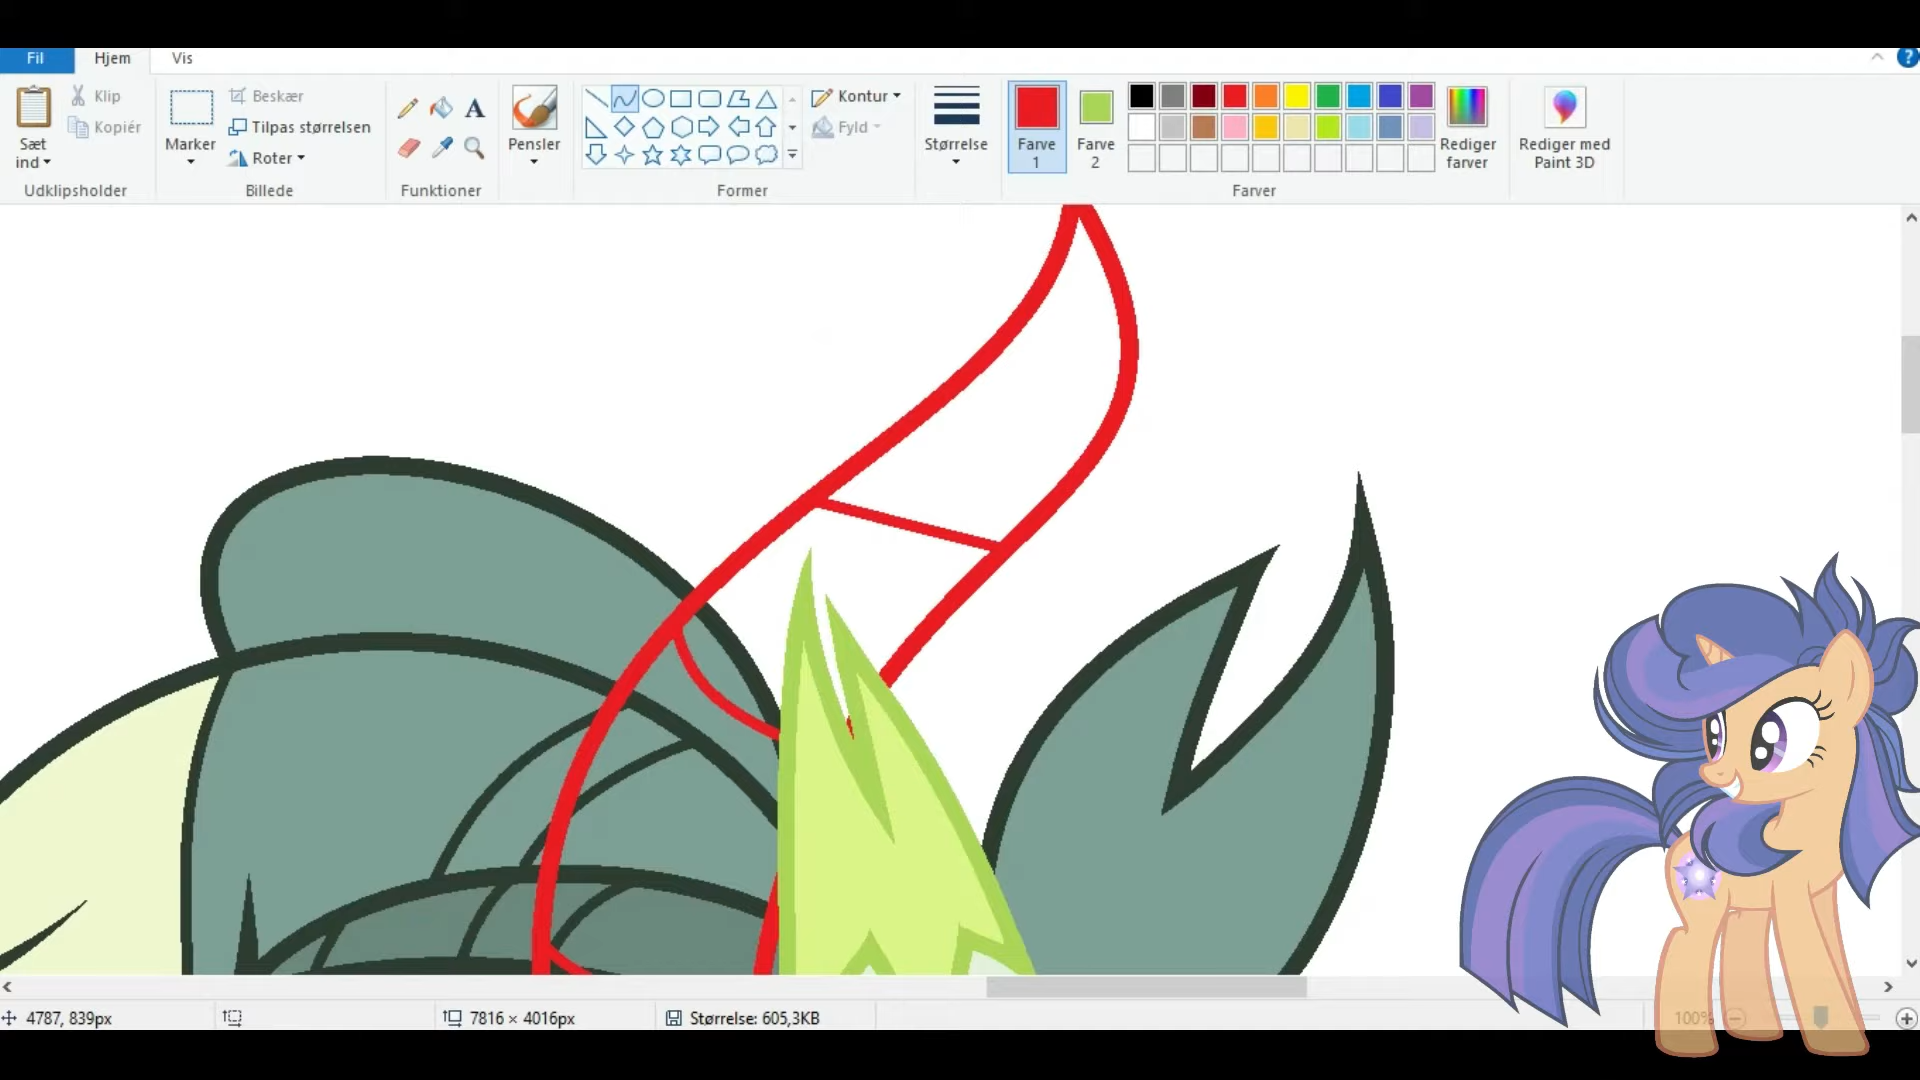 Fil Hjem Vis
?
Sæt ind
Klip
Kopiér
Udklipsholder
Marker
Beskær
Tilpas størrelsen
Roter
Billede
A
Funktioner
Pensler
Kontur
Fyld
Former
Størrelse
Farve 1
Farve 2
Rediger farver
Farver
Rediger med Paint 3D
4787, 839px
7816 × 4016px
Størrelse: 605,3KB
100%